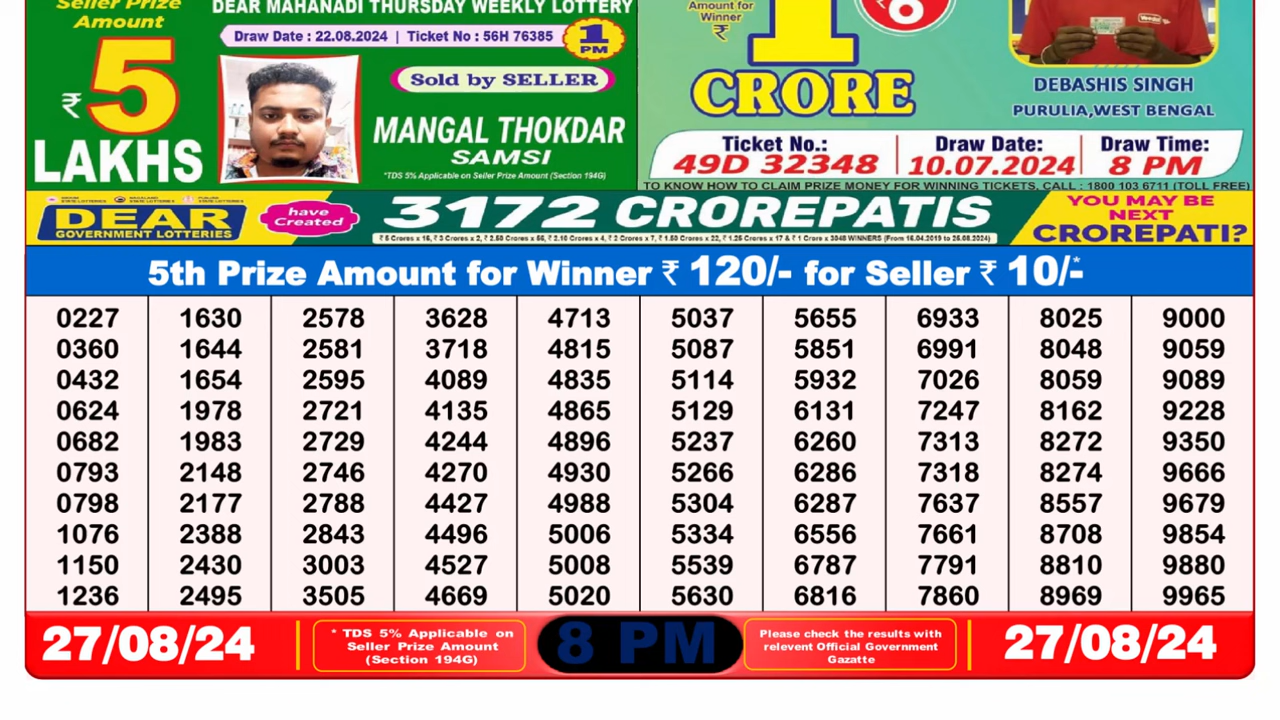 Seller Prize
Amount
₹ 5
LAKHS
DEAR MAHANADI THURSDAY WEEKLY LOTTERY
Draw Date : 22.08.2024 | Ticket No : 56H 76385
1
PM
Sold by SELLER
MANGAL THOKDAR
SAMSI
*TDS 5% Applicable on Seller Prize Amount (Section 194G)
Amount for
Winner
₹
1
CRORE
DEBASHIS SINGH
PURULIA,WEST BENGAL
Ticket No.:
49D 32348
Draw Date:
10.07.2024
Draw Time:
8 PM
TO KNOW HOW TO CLAIM PRIZE MONEY FOR WINNING TICKETS, CALL : 1800 103 6711 (TOLL FREE)
DEAR
GOVERNMENT LOTTERIES
have
Created
3172 CROREPATIS
YOU MAY BE
NEXT
CROREPATI?
5th Prize Amount for Winner ₹ 120/- for Seller ₹ 10/-*
0227 1630 2578 3628 4713 5037 5655 6933 8025 9000
0360 1644 2581 3718 4815 5087 5851 6991 8048 9059
0432 1654 2595 4089 4835 5114 5932 7026 8059 9089
0624 1978 2721 4135 4865 5129 6131 7247 8162 9228
0682 1983 2729 4244 4896 5237 6260 7313 8272 9350
0793 2148 2746 4270 4930 5266 6286 7318 8274 9666
0798 2177 2788 4427 4988 5304 6287 7637 8557 9679
1076 2388 2843 4496 5006 5334 6556 7661 8708 9854
1150 2430 3003 4527 5008 5539 6787 7791 8810 9880
1236 2495 3505 4669 5020 5630 6816 7860 8969 9965
27/08/24
* TDS 5% Applicable on
Seller Prize Amount
(Section 194G)
8 PM
Please check the results with
relevent Official Government
Gazatte
27/08/24